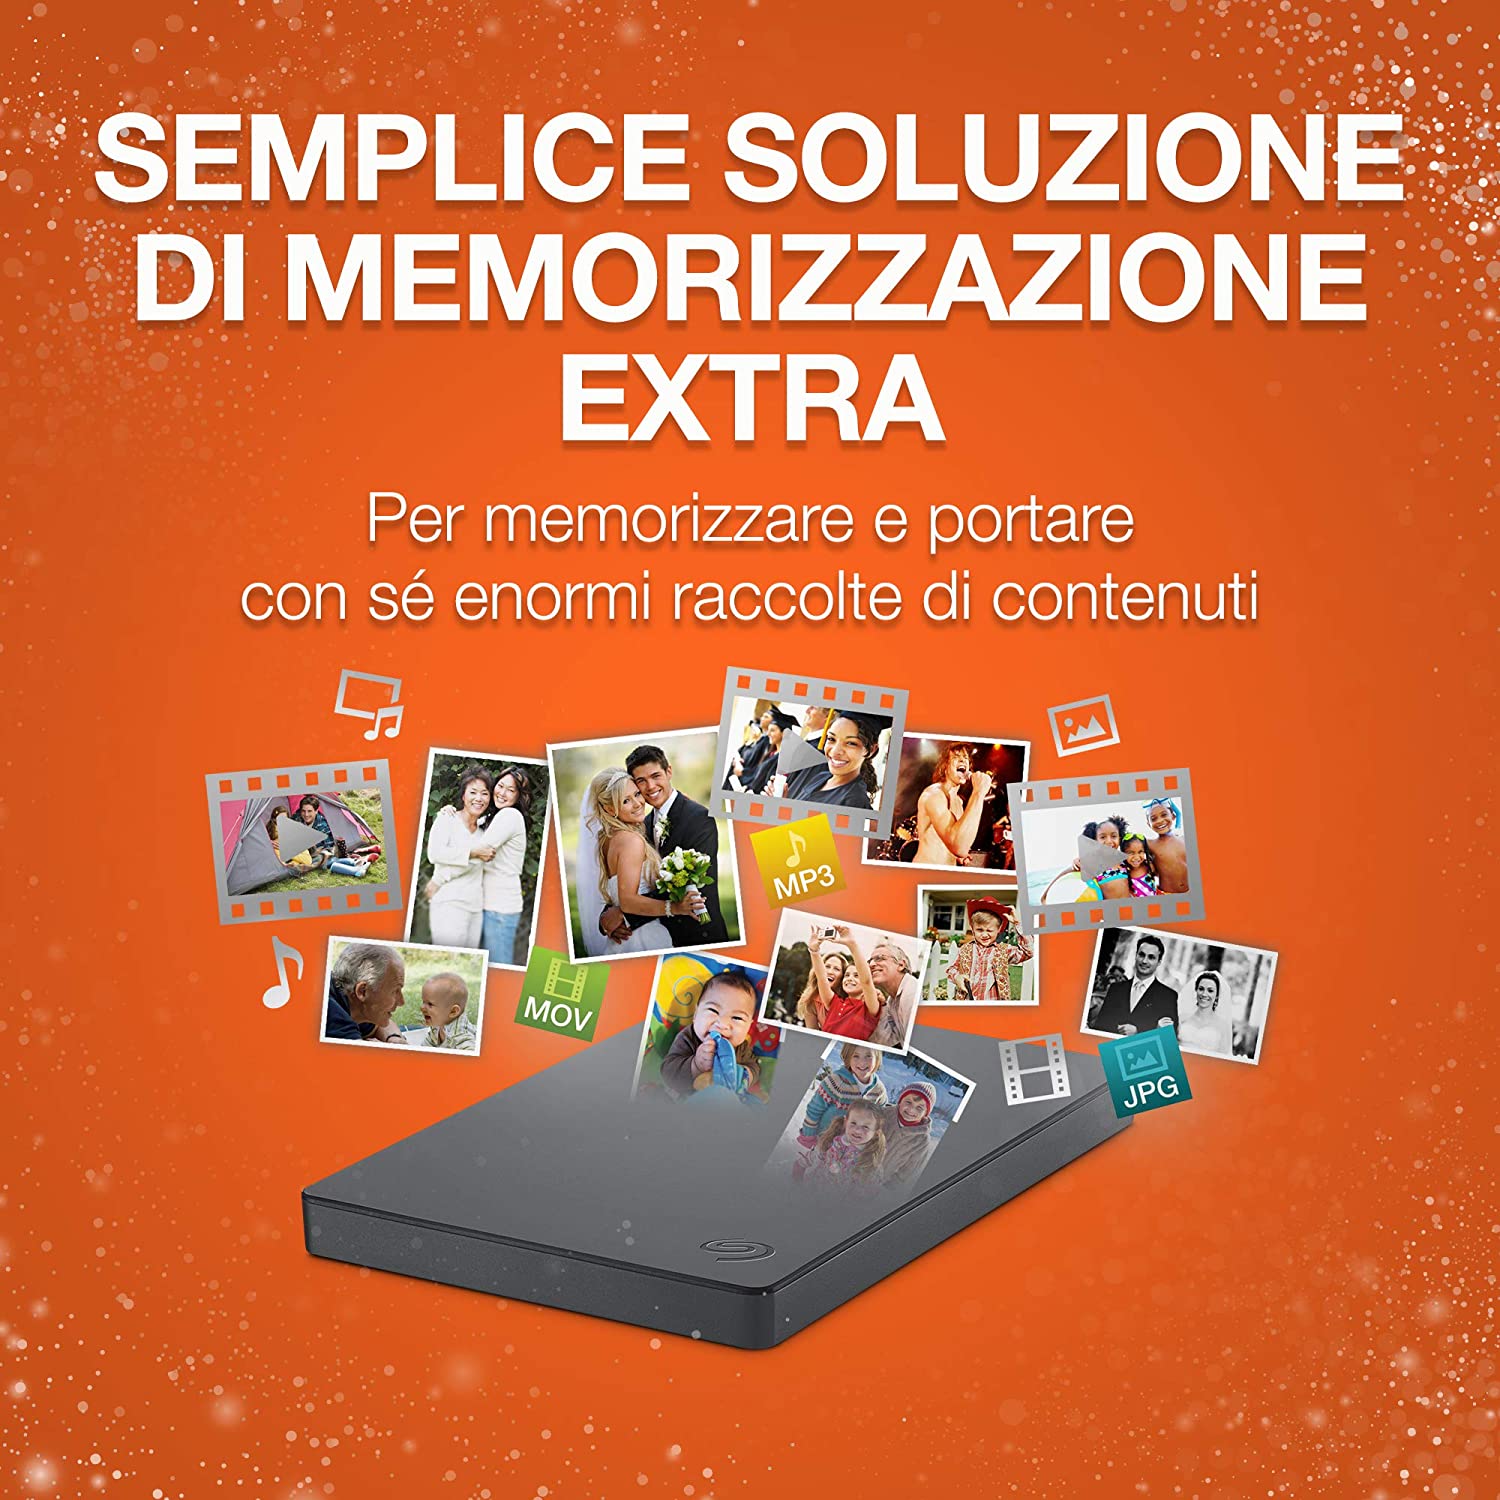 SEMPLICE SOLUZIONE
DI MEMORIZZAZIONE
EXTRA
Per memorizzare e portare
con sé enormi raccolte di contenuti
MP3
MOV
JPG